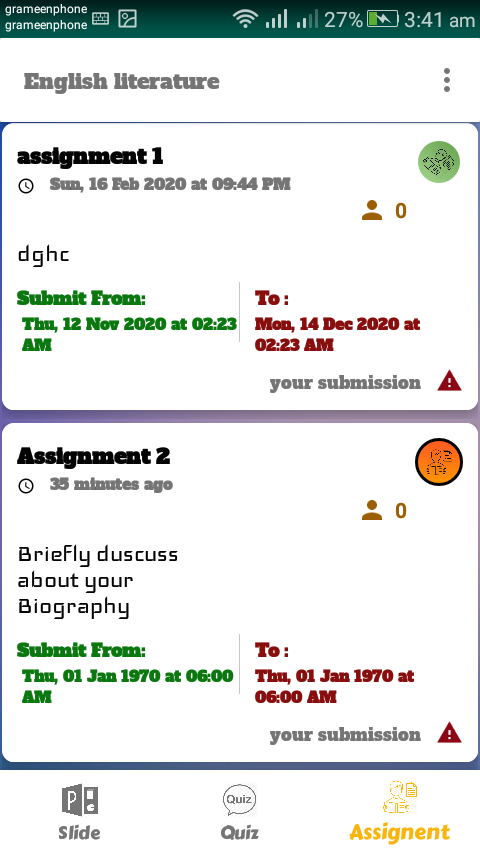 grameenphone
grameenphone
27% 3:41 am
English literature
assignment 1
Sun, 16 Feb 2020 at 09:44 PM
0
dghc
Submit From:
Thu, 12 Nov 2020 at 02:23
AM
To :
Mon, 14 Dec 2020 at
02:23 AM
your submission
Assignment 2
35 minutes ago
0
Briefly duscuss
about your
Biography
Submit From:
Thu, 01 Jan 1970 at 06:00
AM
To :
Thu, 01 Jan 1970 at
06:00 AM
your submission
P
Slide
Quiz
Quiz
Assignent